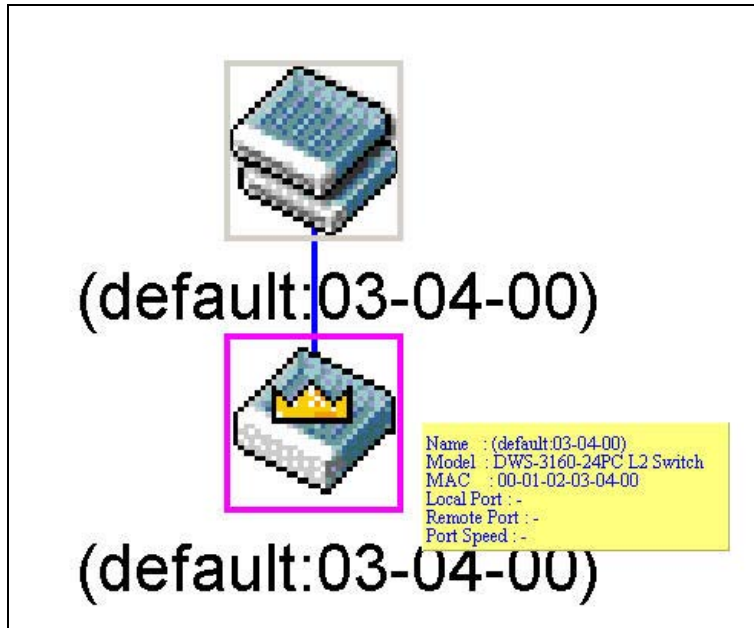 (default:03-04-00)
Name : (default:03-04-00)
Model : DWS-3160-24PC L2 Switch
MAC : 00-01-02-03-04-00
Local Port : -
Remote Port : -
Port Speed : -
(default:03-04-00)